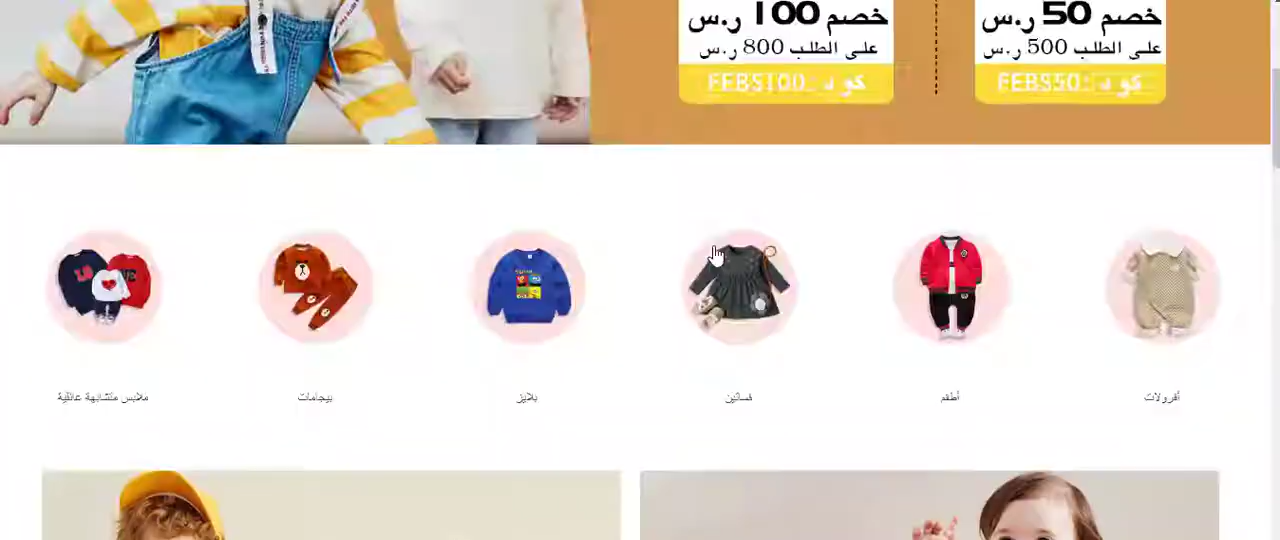 خصم 50 ر.س
على الطلب 500 ر.س
كود: FEBS50
خصم 100 ر.س
على الطلب 800 ر.س
كود: FEBS100
أفرولات
أطقم
فساتين
بلايز
بيجامات
ملابس متشابهة عائلية